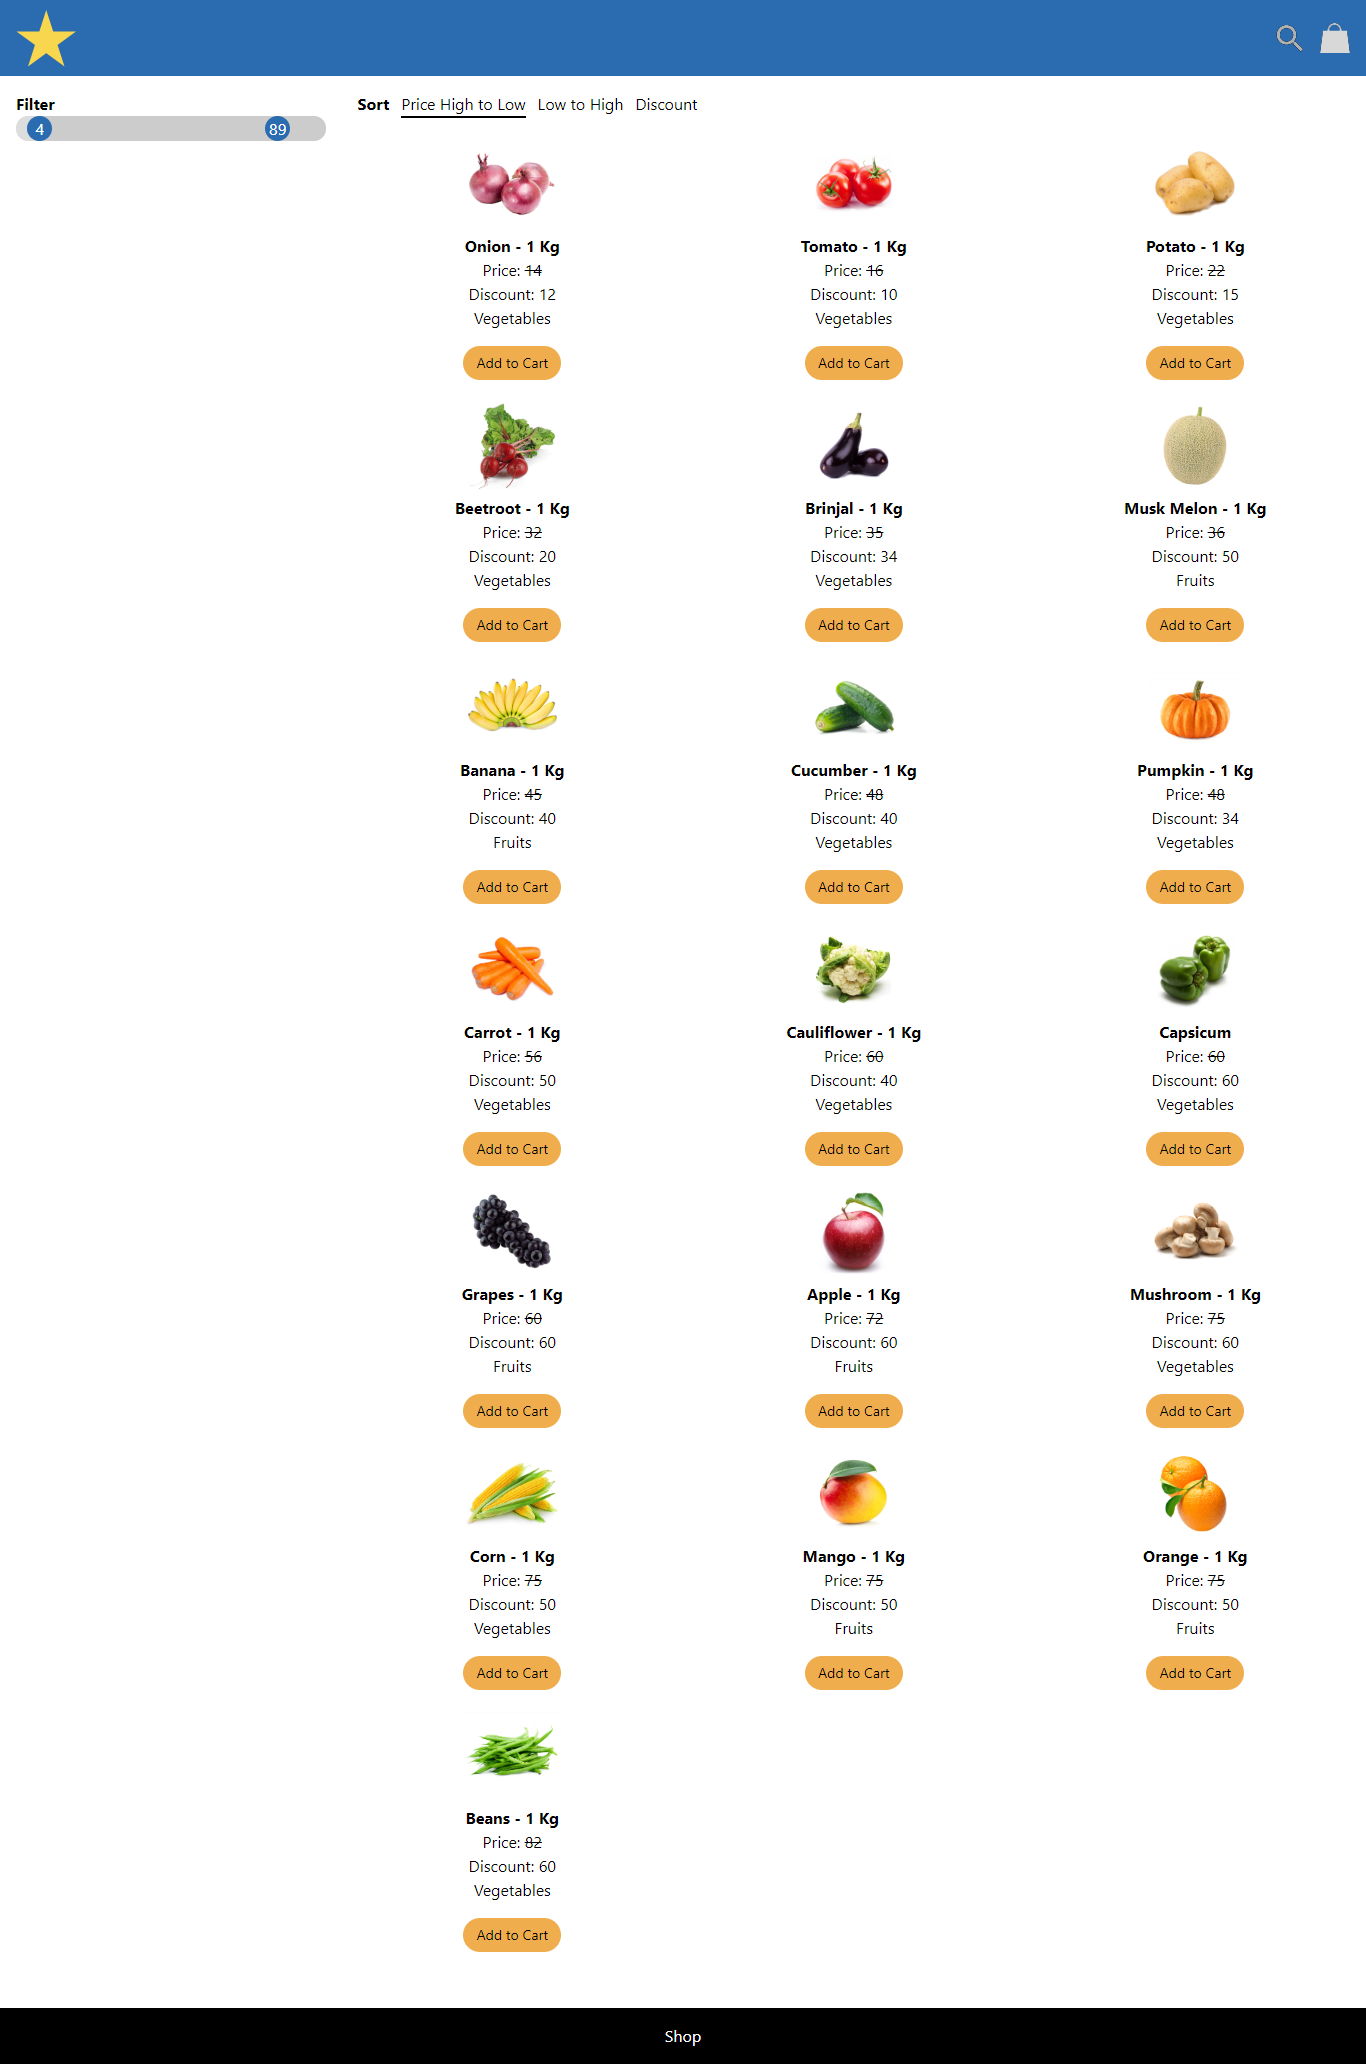 Filter
4 89
Sort Price High to Low Low to High Discount
Onion - 1 Kg
Price: 14
Discount: 12
Vegetables
Add to Cart
Tomato - 1 Kg
Price: 16
Discount: 10
Vegetables
Add to Cart
Potato - 1 Kg
Price: 22
Discount: 15
Vegetables
Add to Cart
Beetroot - 1 Kg
Price: 32
Discount: 20
Vegetables
Add to Cart
Brinjal - 1 Kg
Price: 35
Discount: 34
Vegetables
Add to Cart
Musk Melon - 1 Kg
Price: 36
Discount: 50
Fruits
Add to Cart
Banana - 1 Kg
Price: 45
Discount: 40
Fruits
Add to Cart
Cucumber - 1 Kg
Price: 48
Discount: 40
Vegetables
Add to Cart
Pumpkin - 1 Kg
Price: 48
Discount: 34
Vegetables
Add to Cart
Carrot - 1 Kg
Price: 56
Discount: 50
Vegetables
Add to Cart
Cauliflower - 1 Kg
Price: 60
Discount: 40
Vegetables
Add to Cart
Capsicum
Price: 60
Discount: 60
Vegetables
Add to Cart
Grapes - 1 Kg
Price: 60
Discount: 60
Fruits
Add to Cart
Apple - 1 Kg
Price: 72
Discount: 60
Fruits
Add to Cart
Mushroom - 1 Kg
Price: 75
Discount: 60
Vegetables
Add to Cart
Corn - 1 Kg
Price: 75
Discount: 50
Vegetables
Add to Cart
Mango - 1 Kg
Price: 75
Discount: 50
Fruits
Add to Cart
Orange - 1 Kg
Price: 75
Discount: 50
Fruits
Add to Cart
Beans - 1 Kg
Price: 82
Discount: 60
Vegetables
Add to Cart
Shop